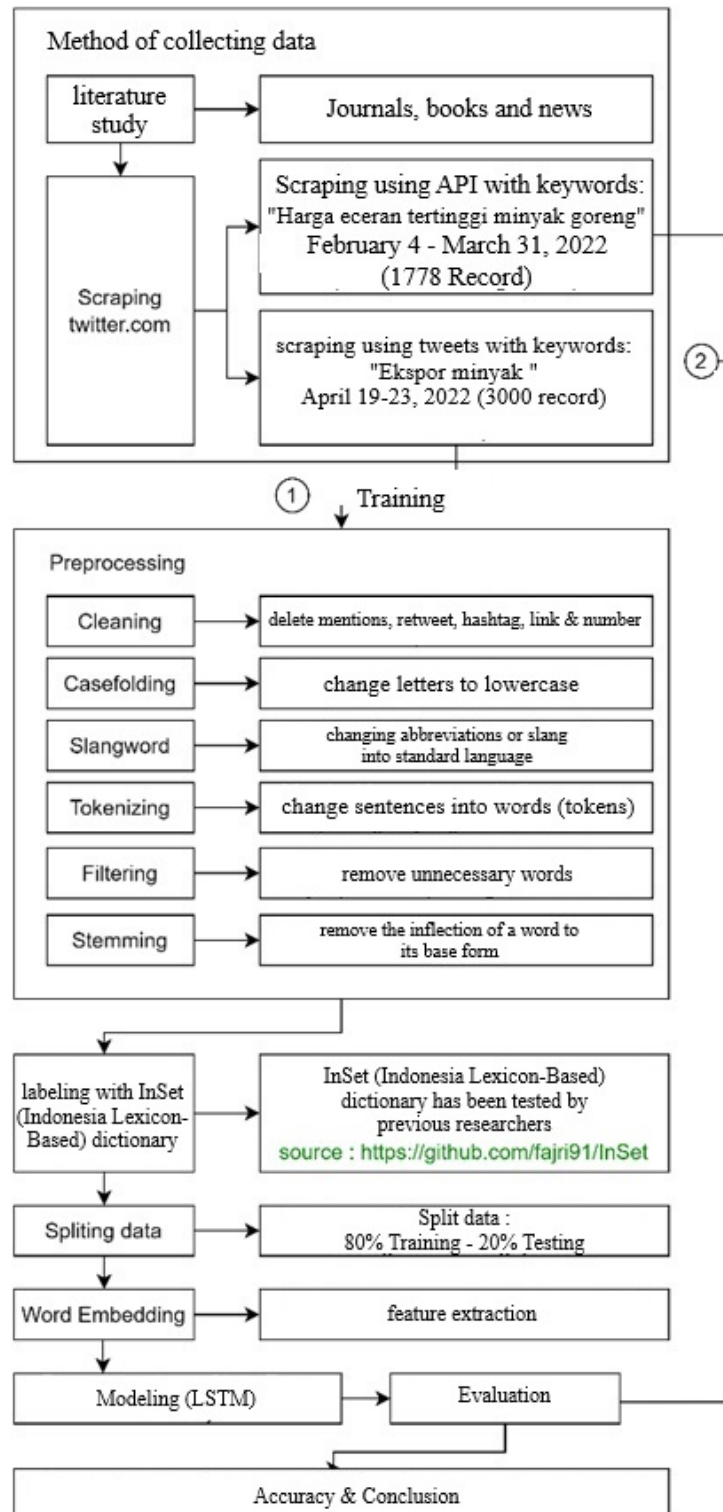 Method of collecting data
literature
study
Journals, books and news
Scraping
twitter.com
Scraping using API with keywords:
"Harga eceran tertinggi minyak goreng"
February 4 - March 31, 2022
(1778 Record)
scraping using tweets with keywords:
"Ekspor minyak "
April 19-23, 2022 (3000 record)
2
1
Training
Preprocessing
Cleaning
delete mentions, retweet, hashtag, link & number
Casefolding
change letters to lowercase
Slangword
changing abbreviations or slang
into standard language
Tokenizing
change sentences into words (tokens)
Filtering
remove unnecessary words
Stemming
remove the inflection of a word to
its base form
labeling with InSet
(Indonesia Lexicon-
Based) dictionary
InSet (Indonesia Lexicon-Based)
dictionary has been tested by
previous researchers
source : https://github.com/fajri91/InSet
Spliting data
Split data :
80% Training - 20% Testing
Word Embedding
feature extraction
Modeling (LSTM)
Evaluation
Accuracy & Conclusion